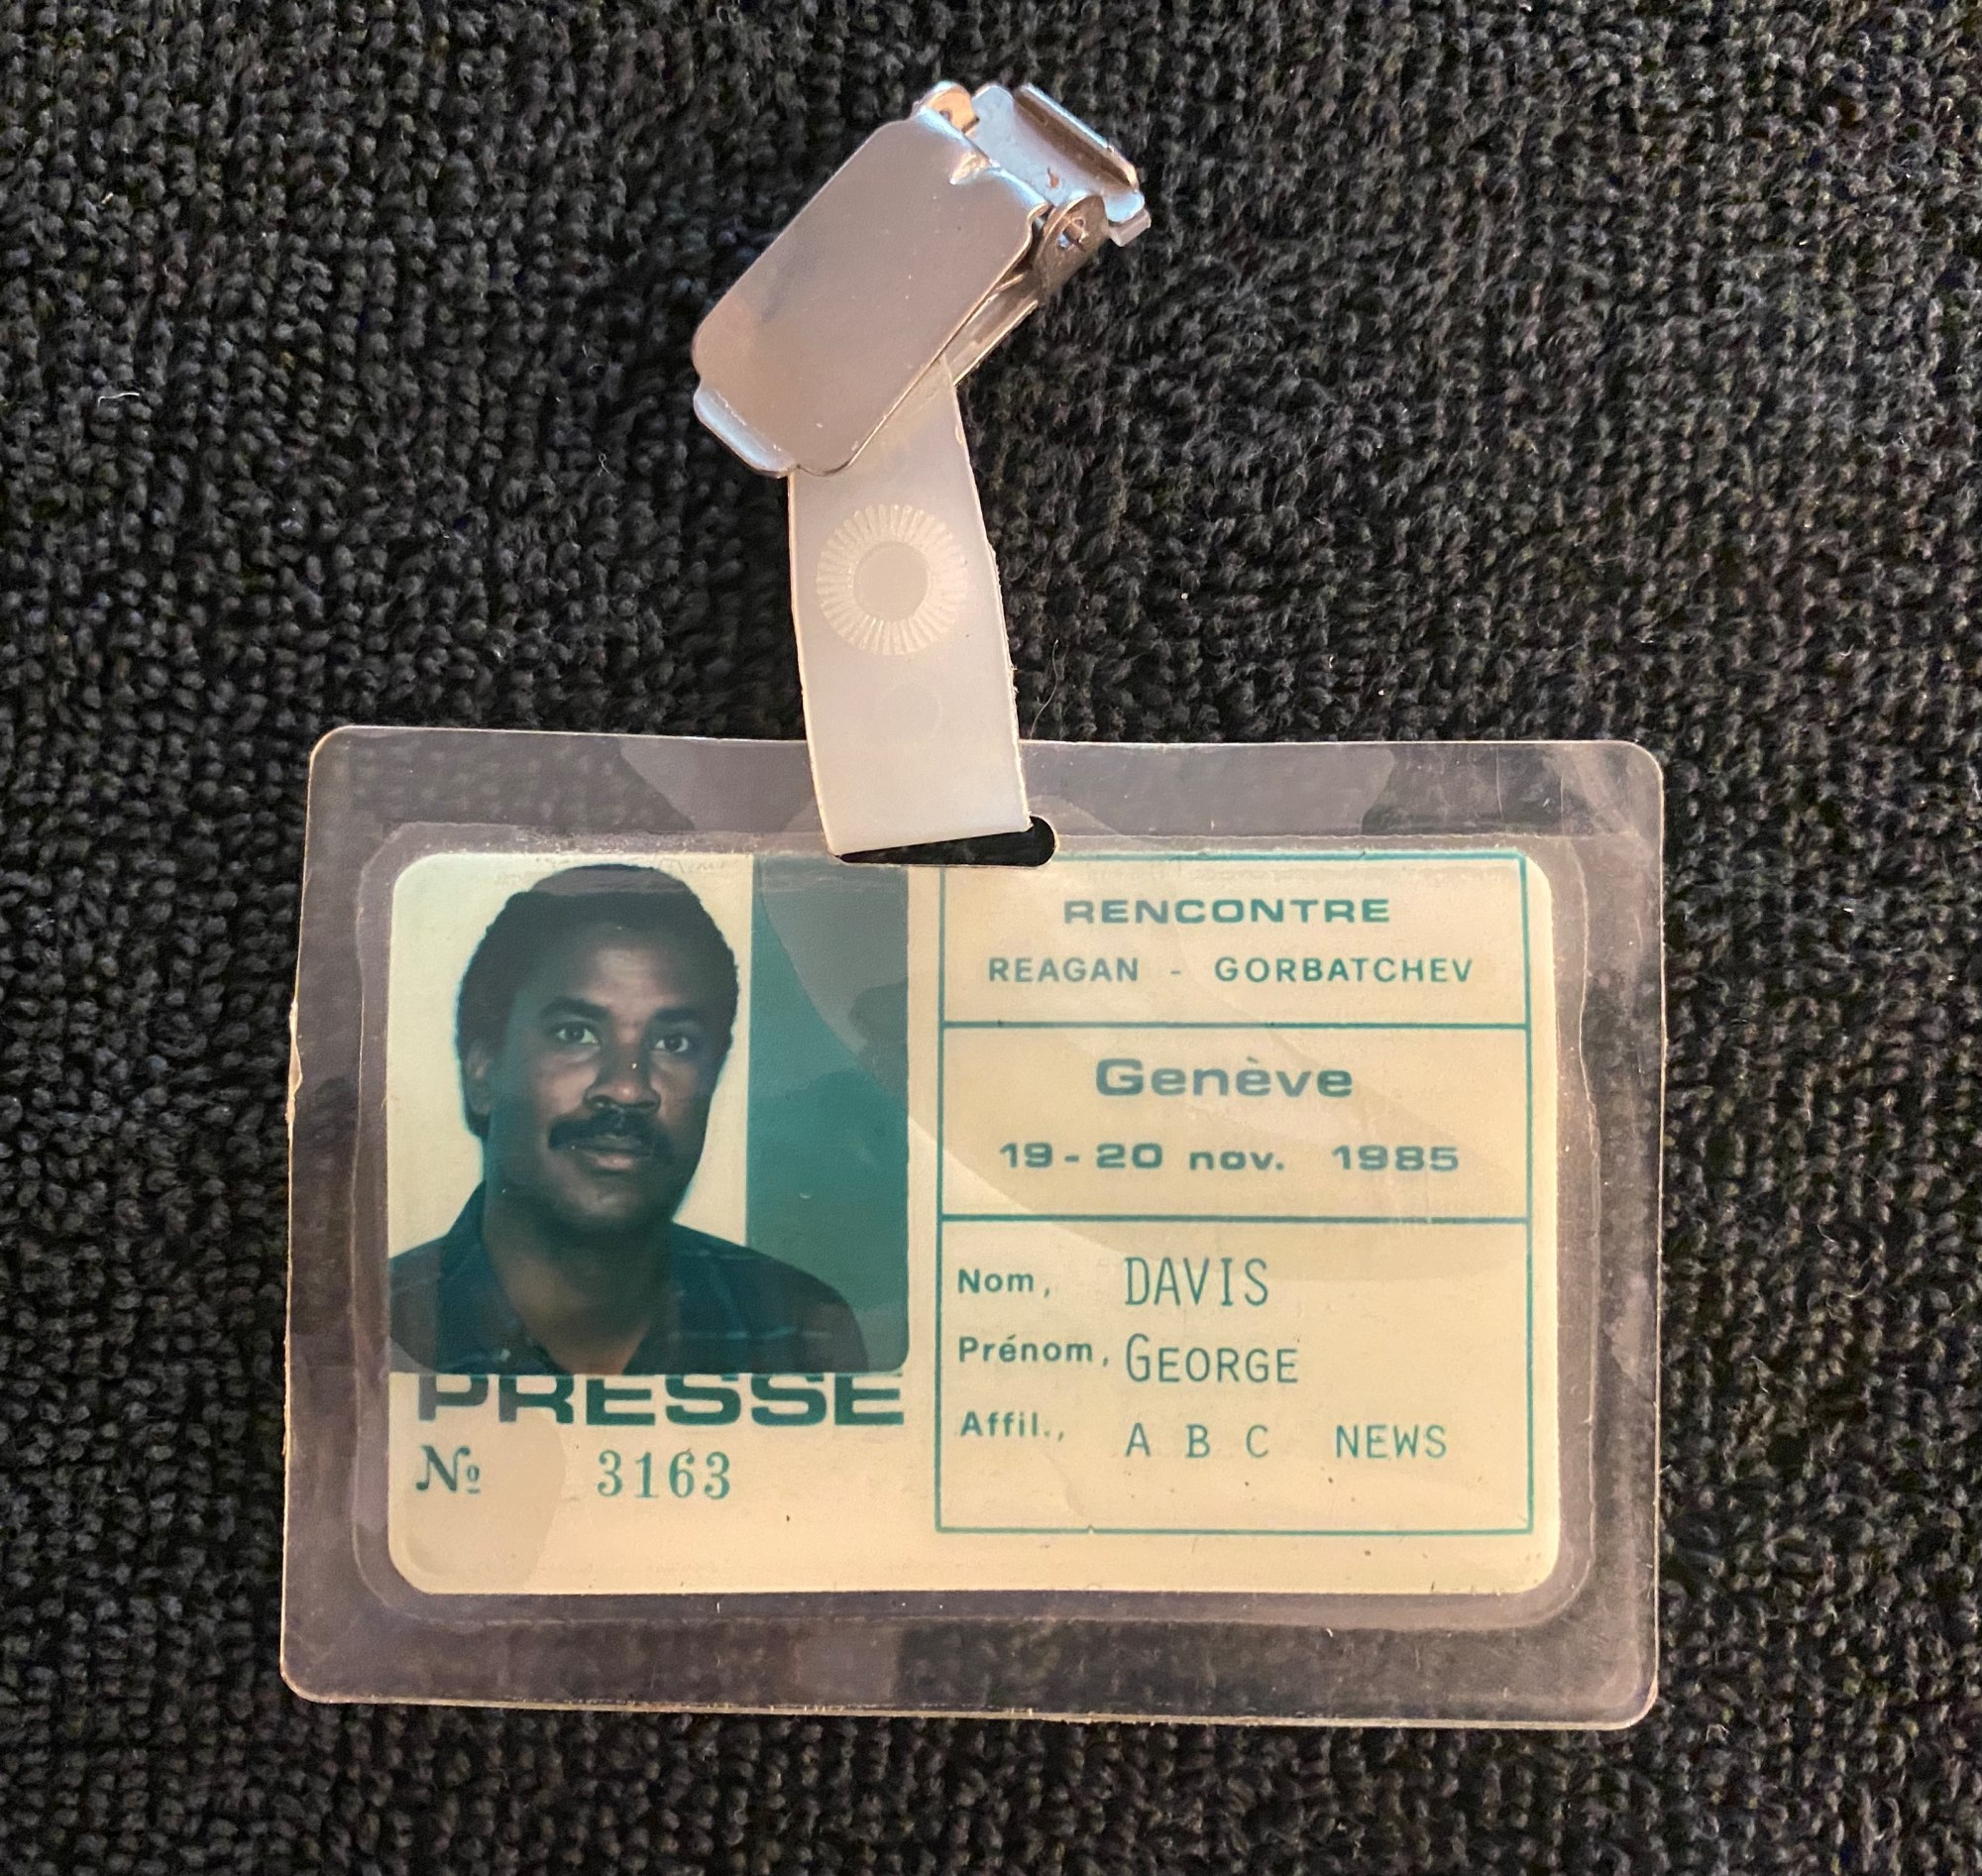 RENCONTRE
REAGAN - GORBATCHEV
Genève
19-20 nov. 1985
Nom, DAVIS
Prénom, GEORGE
Affil., A B C NEWS
PRESSE
№ 3163